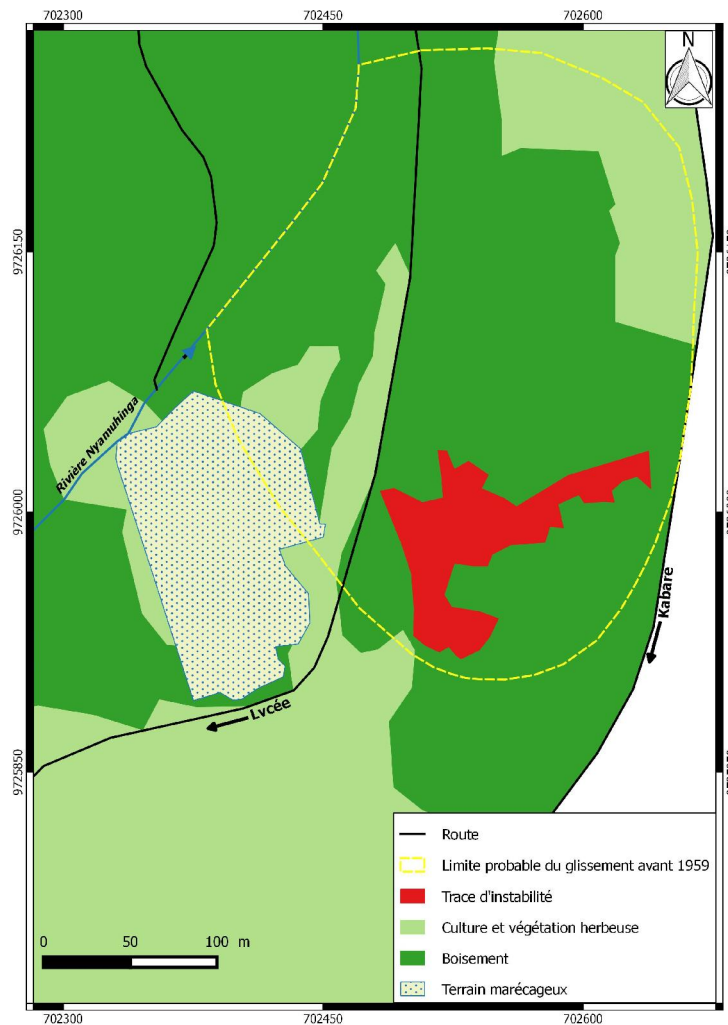 702300 702450 702600
N
9726150
Rivière Nyamuhinga
9726000
Kabare
Lycée
9725850
Route
Limite probable du glissement avant 1959
Trace d'instabilité
Culture et végétation herbeuse
Boisement
Terrain marécageux
0 50 100 m
702300 702450 702600